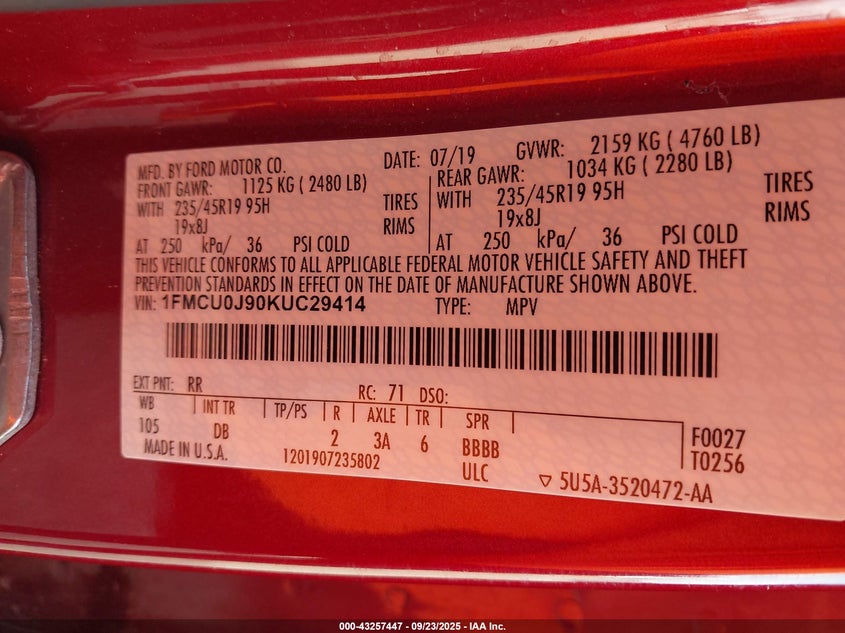 MFD. BY FORD MOTOR CO. DATE: 07/19 GVWR: 2159 KG ( 4760 LB)
FRONT GAWR: 1125 KG ( 2480 LB) REAR GAWR: 1034 KG ( 2280 LB)
WITH 235/45R19 95H TIRES WITH 235/45R19 95H TIRES
19x8J RIMS 19x8J RIMS
AT 250 kPa/ 36 PSI COLD AT 250 kPa/ 36 PSI COLD
THIS VEHICLE CONFORMS TO ALL APPLICABLE FEDERAL MOTOR VEHICLE SAFETY AND THEFT
PREVENTION STANDARDS IN EFFECT ON THE DATE OF MANUFACTURE SHOWN ABOVE.
VIN: 1FMCU0J90KUC29414 TYPE: MPV
EXT PNT: RR RC: 71 DSO:
WB INT TR TP/PS R AXLE TR SPR
105 DB 2 3A 6 BBBB F0027
MADE IN U.S.A. 1201907235802 ULC T0256
▽ 5U5A-3520472-AA
000-43257447 - 09/23/2025 - IAA Inc.